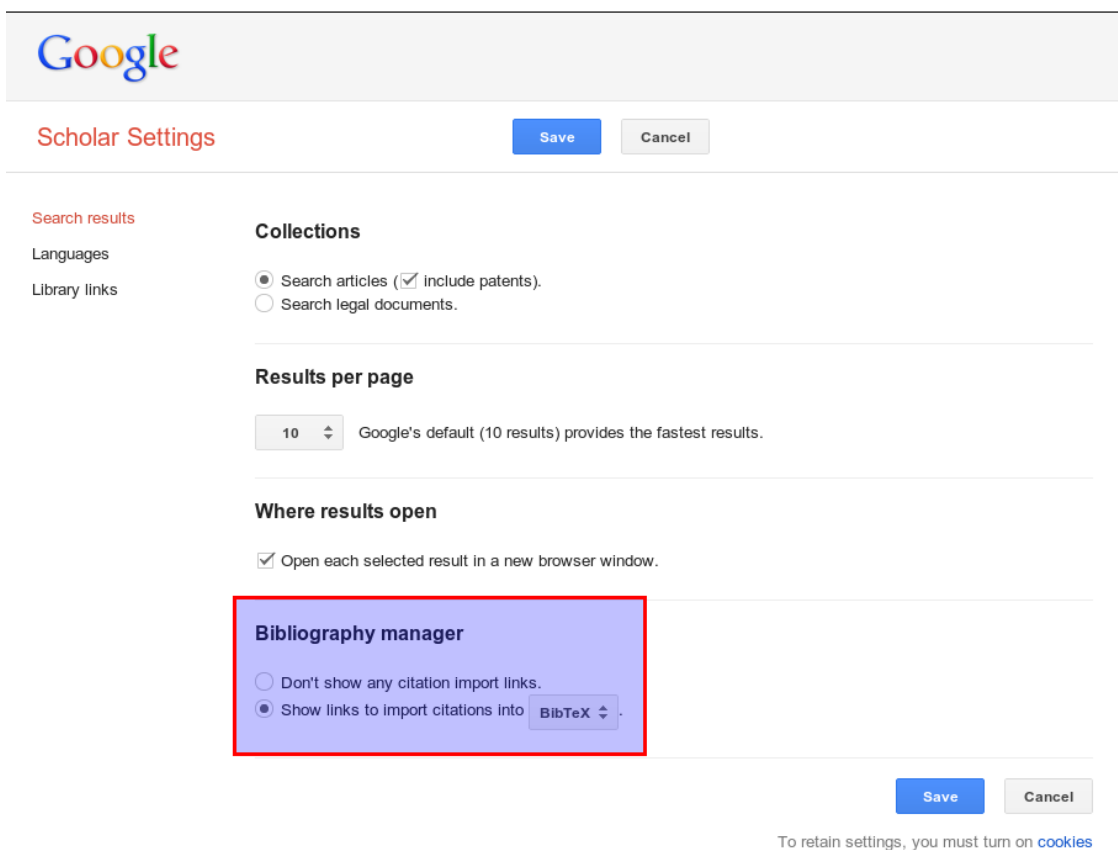 Google
Scholar Settings
Save Cancel
Search results
Languages
Library links
Collections
Search articles ( include patents).
Search legal documents.
Results per page
10 Google's default (10 results) provides the fastest results.
Where results open
Open each selected result in a new browser window.
Bibliography manager
Don't show any citation import links.
Show links to import citations into BibTeX .
Save Cancel
To retain settings, you must turn on cookies